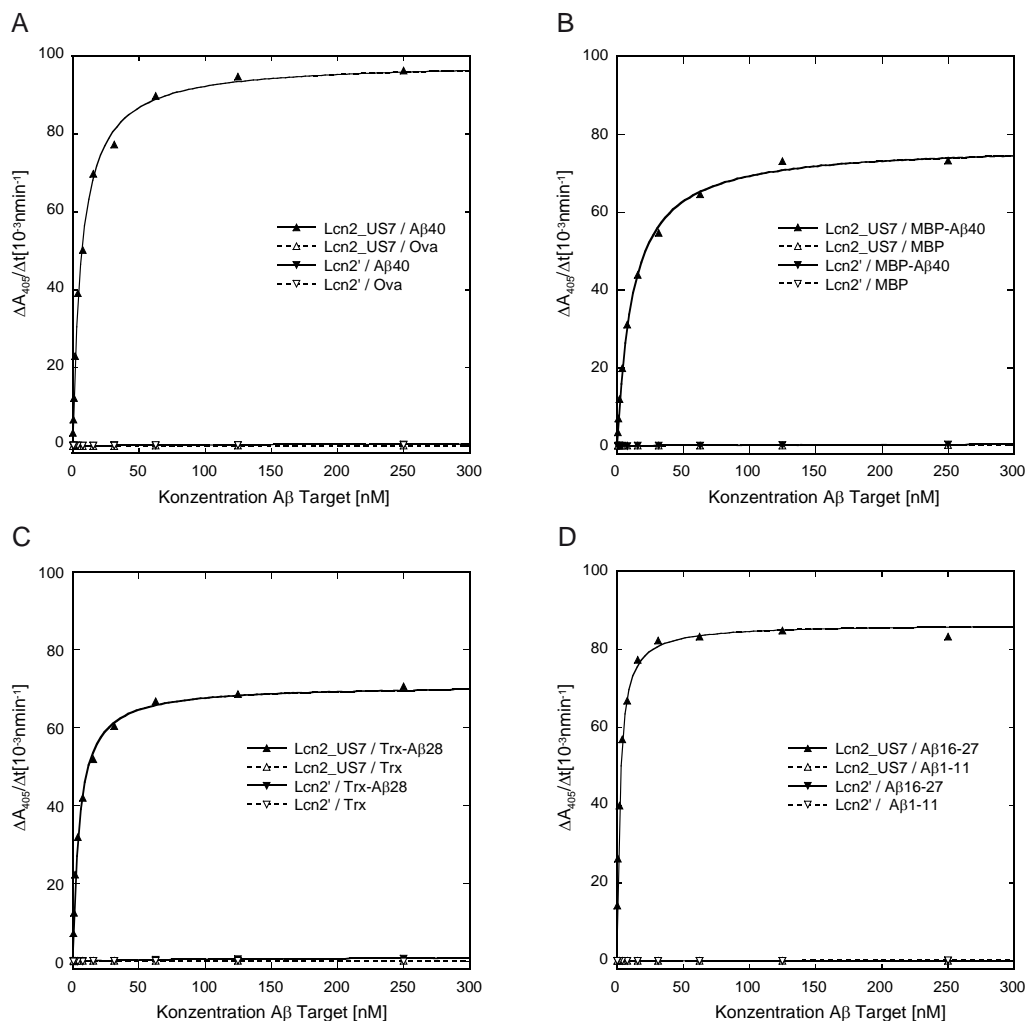 A
100
80
60
40
20
0
ΔA405/Δt[10-3nmin-1]
Lcn2_US7 / Aβ40
Lcn2_US7 / Ova
Lcn2' / Aβ40
Lcn2' / Ova
0 50 100 150 200 250 300
Konzentration Aβ Target [nM]
B
100
80
60
40
20
0
ΔA405/Δt[10-3nmin-1]
Lcn2_US7 / MBP-Aβ40
Lcn2_US7 / MBP
Lcn2' / MBP-Aβ40
Lcn2' / MBP
0 50 100 150 200 250 300
Konzentration Aβ Target [nM]
C
100
80
60
40
20
0
ΔA405/Δt[10-3nmin-1]
Lcn2_US7 / Trx-Aβ28
Lcn2_US7 / Trx
Lcn2' / Trx-Aβ28
Lcn2' / Trx
0 50 100 150 200 250 300
Konzentration Aβ Target [nM]
D
100
80
60
40
20
0
ΔA405/Δt[10-3nmin-1]
Lcn2_US7 / Aβ16-27
Lcn2_US7 / Aβ1-11
Lcn2' / Aβ16-27
Lcn2' / Aβ1-11
0 50 100 150 200 250 300
Konzentration Aβ Target [nM]